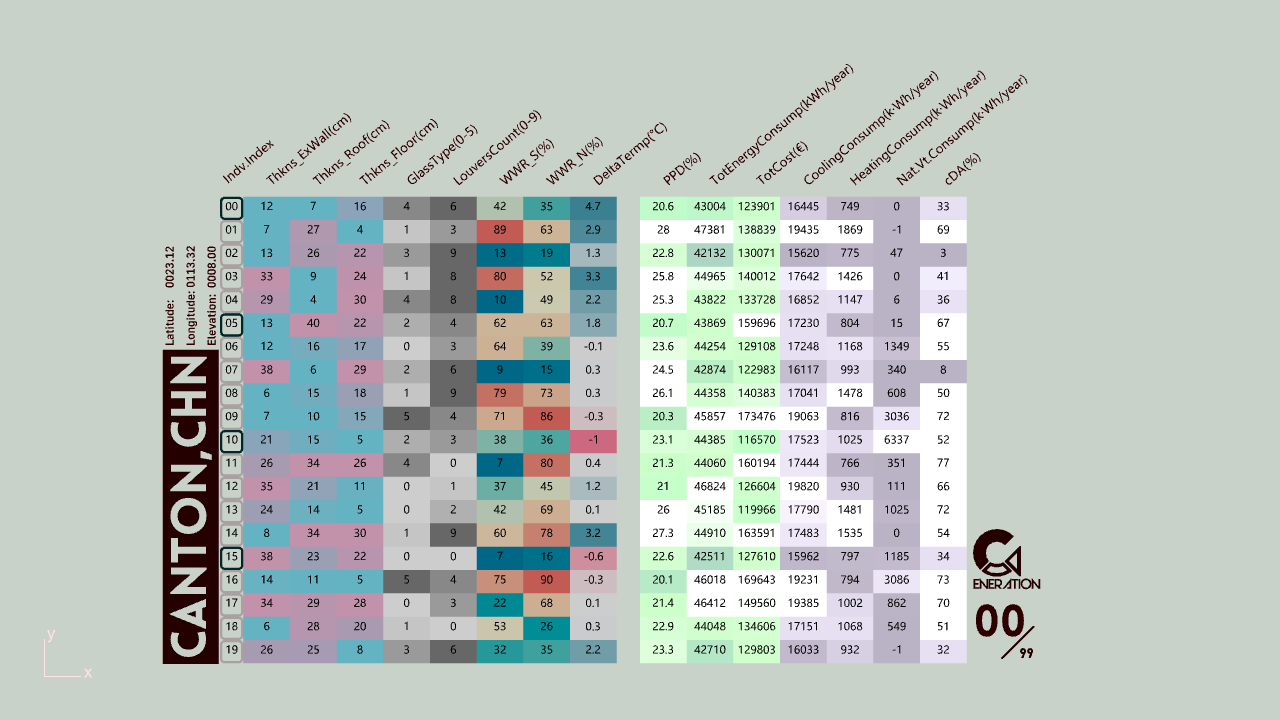 Indv.Index Thkns_ExWall(cm) Thkns_Roof(cm) Thkns_Floor(cm) GlassType(0-5) LouversCount(0-9) WWR_S(%) WWR_N(%) DeltaTermp(°C) PPD(%) TotEnergyConsump(kWh/year) TotCost(€) CoolingConsump(k·Wh/year) HeatingConsump(k·Wh/year) Nat.Vt.Consump(k·Wh/year) cDA(%)
00 12 7 16 4 6 42 35 4.7 20.6 43004 123901 16445 749 0 33
01 7 27 4 1 3 89 63 2.9 28 47381 138839 19435 1869 -1 69
02 13 26 22 3 9 13 19 1.3 22.8 42132 130071 15620 775 47 3
03 33 9 24 1 8 80 52 3.3 25.8 44965 140012 17642 1426 0 41
04 29 4 30 4 8 10 49 2.2 25.3 43822 133728 16852 1147 6 36
05 13 40 22 2 4 62 63 1.8 20.7 43869 159696 17230 804 15 67
06 12 16 17 0 3 64 39 -0.1 23.6 44254 129108 17248 1168 1349 55
07 38 6 29 2 6 9 15 0.3 24.5 42874 122983 16117 993 340 8
08 6 15 18 1 9 79 73 0.3 26.1 44358 140383 17041 1478 608 50
09 7 10 15 5 4 71 86 -0.3 20.3 45857 173476 19063 816 3036 72
10 21 15 5 2 3 38 36 -1 23.1 44385 116570 17523 1025 6337 52
11 26 34 26 4 0 7 80 0.4 21.3 44060 160194 17444 766 351 77
12 35 21 11 0 1 37 45 1.2 21 46824 126604 19820 930 111 66
13 24 14 5 0 2 42 69 0.1 26 45185 119966 17790 1481 1025 72
14 8 34 30 1 9 60 78 3.2 27.3 44910 163591 17483 1535 0 54
15 38 23 22 0 0 7 16 -0.6 22.6 42511 127610 15962 797 1185 34
16 14 11 5 5 4 75 90 -0.3 20.1 46018 169643 19231 794 3086 73
17 34 29 28 0 3 22 68 0.1 21.4 46412 149560 19385 1002 862 70
18 6 28 20 1 0 53 26 0.3 22.9 44048 134606 17151 1068 549 51
19 26 25 8 3 6 32 35 2.2 23.3 42710 129803 16033 932 -1 32
Latitude: 0023.12
Longitude: 0113.32
Elevation: 0008.00
CANTON,CHN
G
ENERATION
00/99
y
x